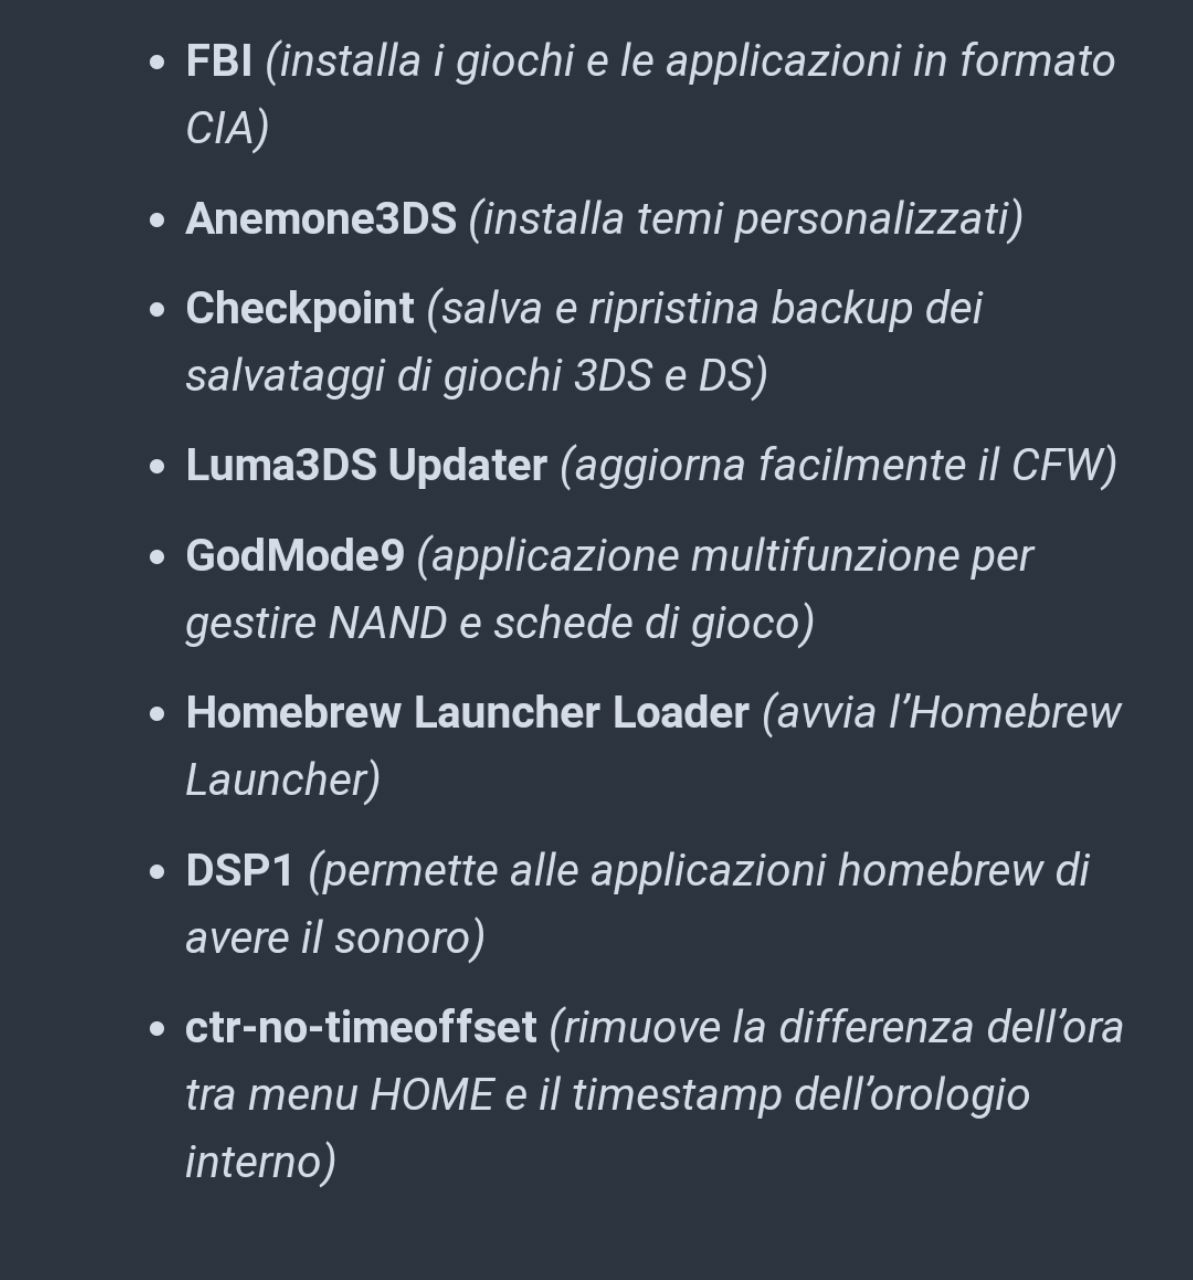 • FBI (installa i giochi e le applicazioni in formato
CIA)
• Anemone3DS (installa temi personalizzati)
• Checkpoint (salva e ripristina backup dei
salvataggi di giochi 3DS e DS)
• Luma3DS Updater (aggiorna facilmente il CFW)
• GodMode9 (applicazione multifunzione per
gestire NAND e schede di gioco)
• Homebrew Launcher Loader (avvia l’Homebrew
Launcher)
• DSP1 (permette alle applicazioni homebrew di
avere il sonoro)
• ctr-no-timeoffset (rimuove la differenza dell’ora
tra menu HOME e il timestamp dell’orologio
interno)